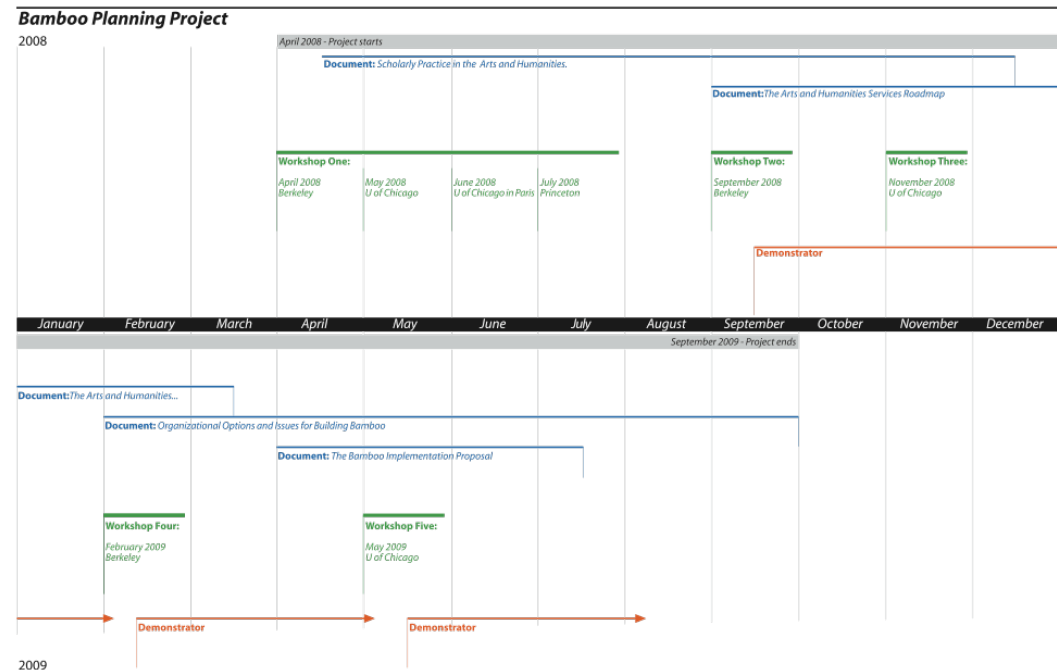 Bamboo Planning Project
2008
April 2008 - Project starts
Document: Scholarly Practice in the Arts and Humanities.
Document:The Arts and Humanities Services Roadmap
Workshop One:
April 2008
Berkeley
May 2008
U of Chicago
June 2008
U of Chicago in Paris
July 2008
Princeton
Workshop Two:
September 2008
Berkeley
Workshop Three:
November 2008
U of Chicago
Demonstrator
January February March April May June July August September October November December
September 2009 - Project ends
Document:The Arts and Humanities...
Document: Organizational Options and Issues for Building Bamboo
Document: The Bamboo Implementation Proposal
Workshop Four:
February 2009
Berkeley
Workshop Five:
May 2009
U of Chicago
Demonstrator
Demonstrator
2009